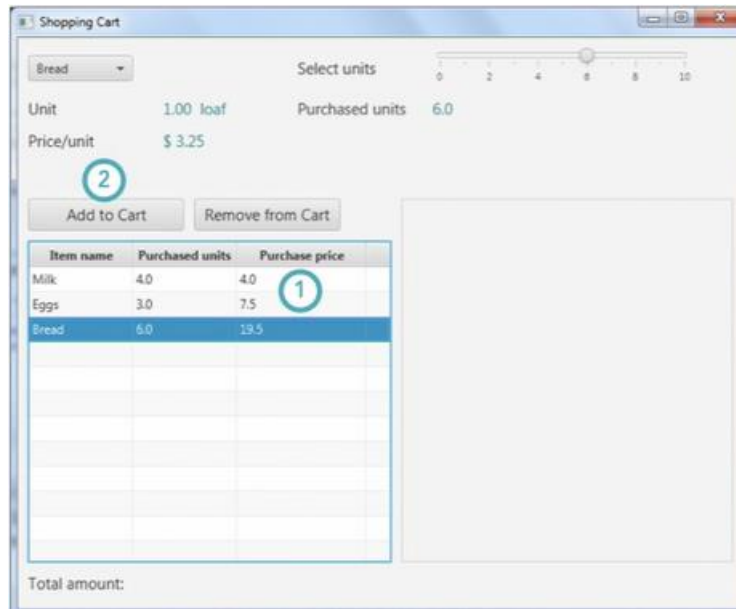 Shopping Cart
Bread
Select units
0 2 4 6 8 10
Unit 1.00 loaf
Purchased units 6.0
Price/unit $ 3.25
2
Add to Cart Remove from Cart
Item name Purchased units Purchase price
Milk 4.0 4.0
1
Eggs 3.0 7.5
Bread 6.0 19.5
Total amount: